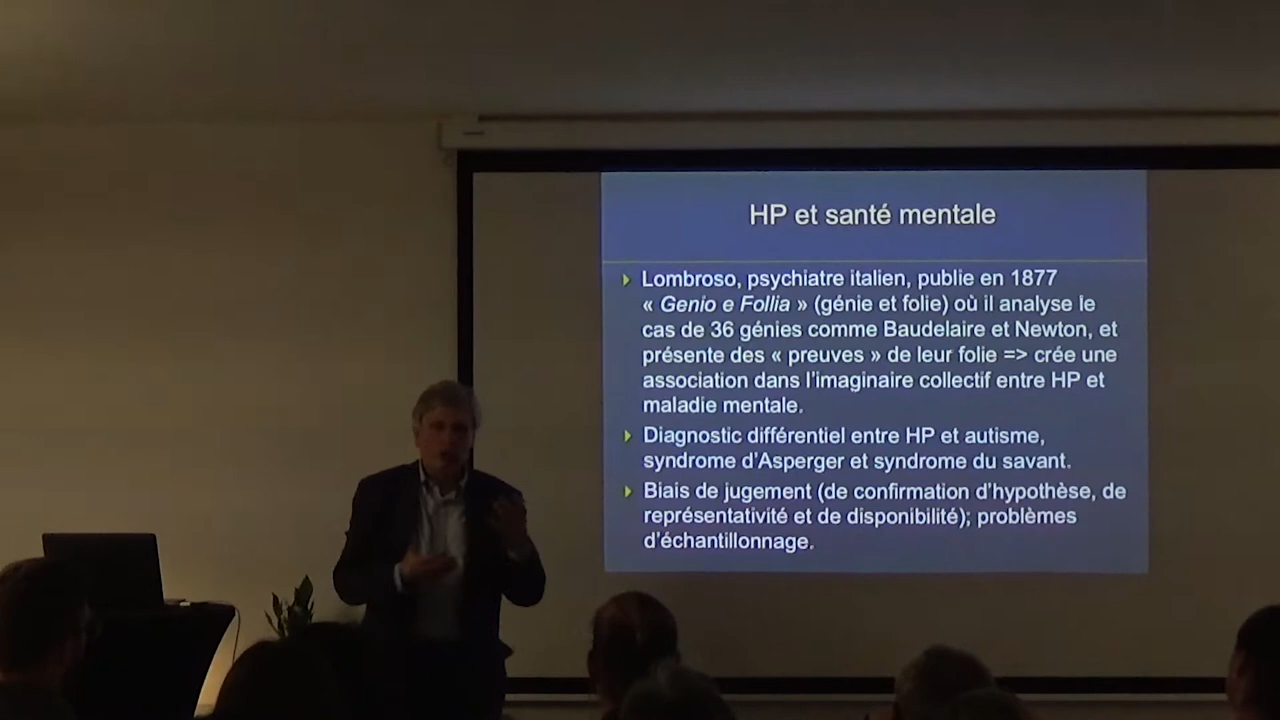 HP et santé mentale
Lombroso, psychiatre italien, publie en 1877
« Genio e Follia » (génie et folie) où il analyse le
cas de 36 génies comme Baudelaire et Newton, et
présente des « preuves » de leur folie => crée une
association dans l'imaginaire collectif entre HP et
maladie mentale.
Diagnostic différentiel entre HP et autisme,
syndrome d'Asperger et syndrome du savant.
Biais de jugement (de confirmation d'hypothèse, de
représentativité et de disponibilité); problèmes
d'échantillonnage.